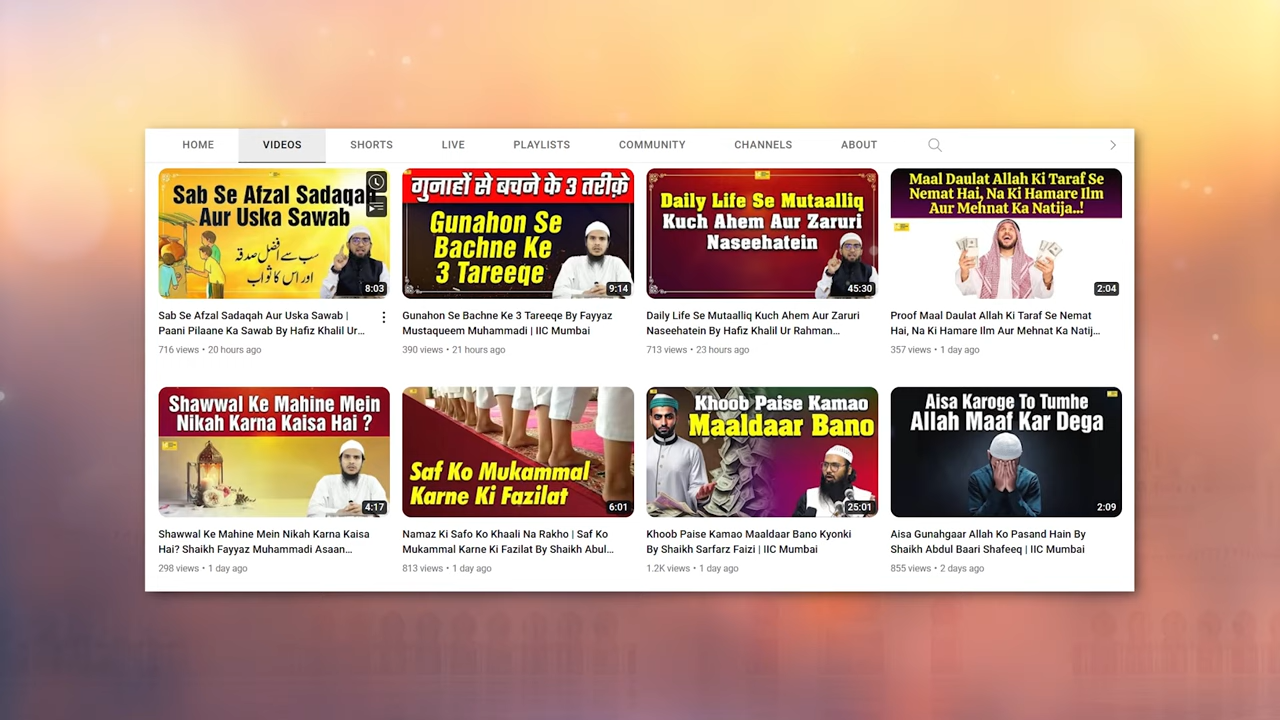 HOME VIDEOS SHORTS LIVE PLAYLISTS COMMUNITY CHANNELS ABOUT
Sab Se Afzal Sadaqah
Aur Uska Sawab
سب سے افضل صدقہ
اور اس کا ثواب
8:03
Sab Se Afzal Sadaqah Aur Uska Sawab |
Paani Pilaane Ka Sawab By Hafiz Khalil Ur...
716 views • 20 hours ago
गुनाहों से बचने के 3 तरीक़े
Gunahon Se
Bachne Ke
3 Tareeqe
9:14
Gunahon Se Bachne Ke 3 Tareeqe By Fayyaz
Mustaqueem Muhammadi | IIC Mumbai
390 views • 21 hours ago
Daily Life Se Mutaalliq
Kuch Ahem Aur Zaruri
Naseehatein
45:30
Daily Life Se Mutaalliq Kuch Ahem Aur Zaruri
Naseehatein By Hafiz Khalil Ur Rahman...
713 views • 23 hours ago
Maal Daulat Allah Ki Taraf Se
Nemat Hai, Na Ki Hamare Ilm
Aur Mehnat Ka Natija..!
2:04
Proof Maal Daulat Allah Ki Taraf Se Nemat
Hai, Na Ki Hamare Ilm Aur Mehnat Ka Natij...
357 views • 1 day ago
Shawwal Ke Mahine Mein
Nikah Karna Kaisa Hai ?
4:17
Shawwal Ke Mahine Mein Nikah Karna Kaisa
Hai? Shaikh Fayyaz Muhammadi Asaan...
298 views • 1 day ago
Saf Ko Mukammal
Karne Ki Fazilat
6:01
Namaz Ki Safo Ko Khaali Na Rakho | Saf Ko
Mukammal Karne Ki Fazilat By Shaikh Abul...
813 views • 1 day ago
Khoob Paise Kamao
Maaldaar Bano
25:01
Khoob Paise Kamao Maaldaar Bano Kyonki
By Shaikh Sarfarz Faizi | IIC Mumbai
1.2K views • 1 day ago
Aisa Karoge To Tumhe
Allah Maaf Kar Dega
2:09
Aisa Gunahgaar Allah Ko Pasand Hain By
Shaikh Abdul Baari Shafeeq | IIC Mumbai
855 views • 2 days ago